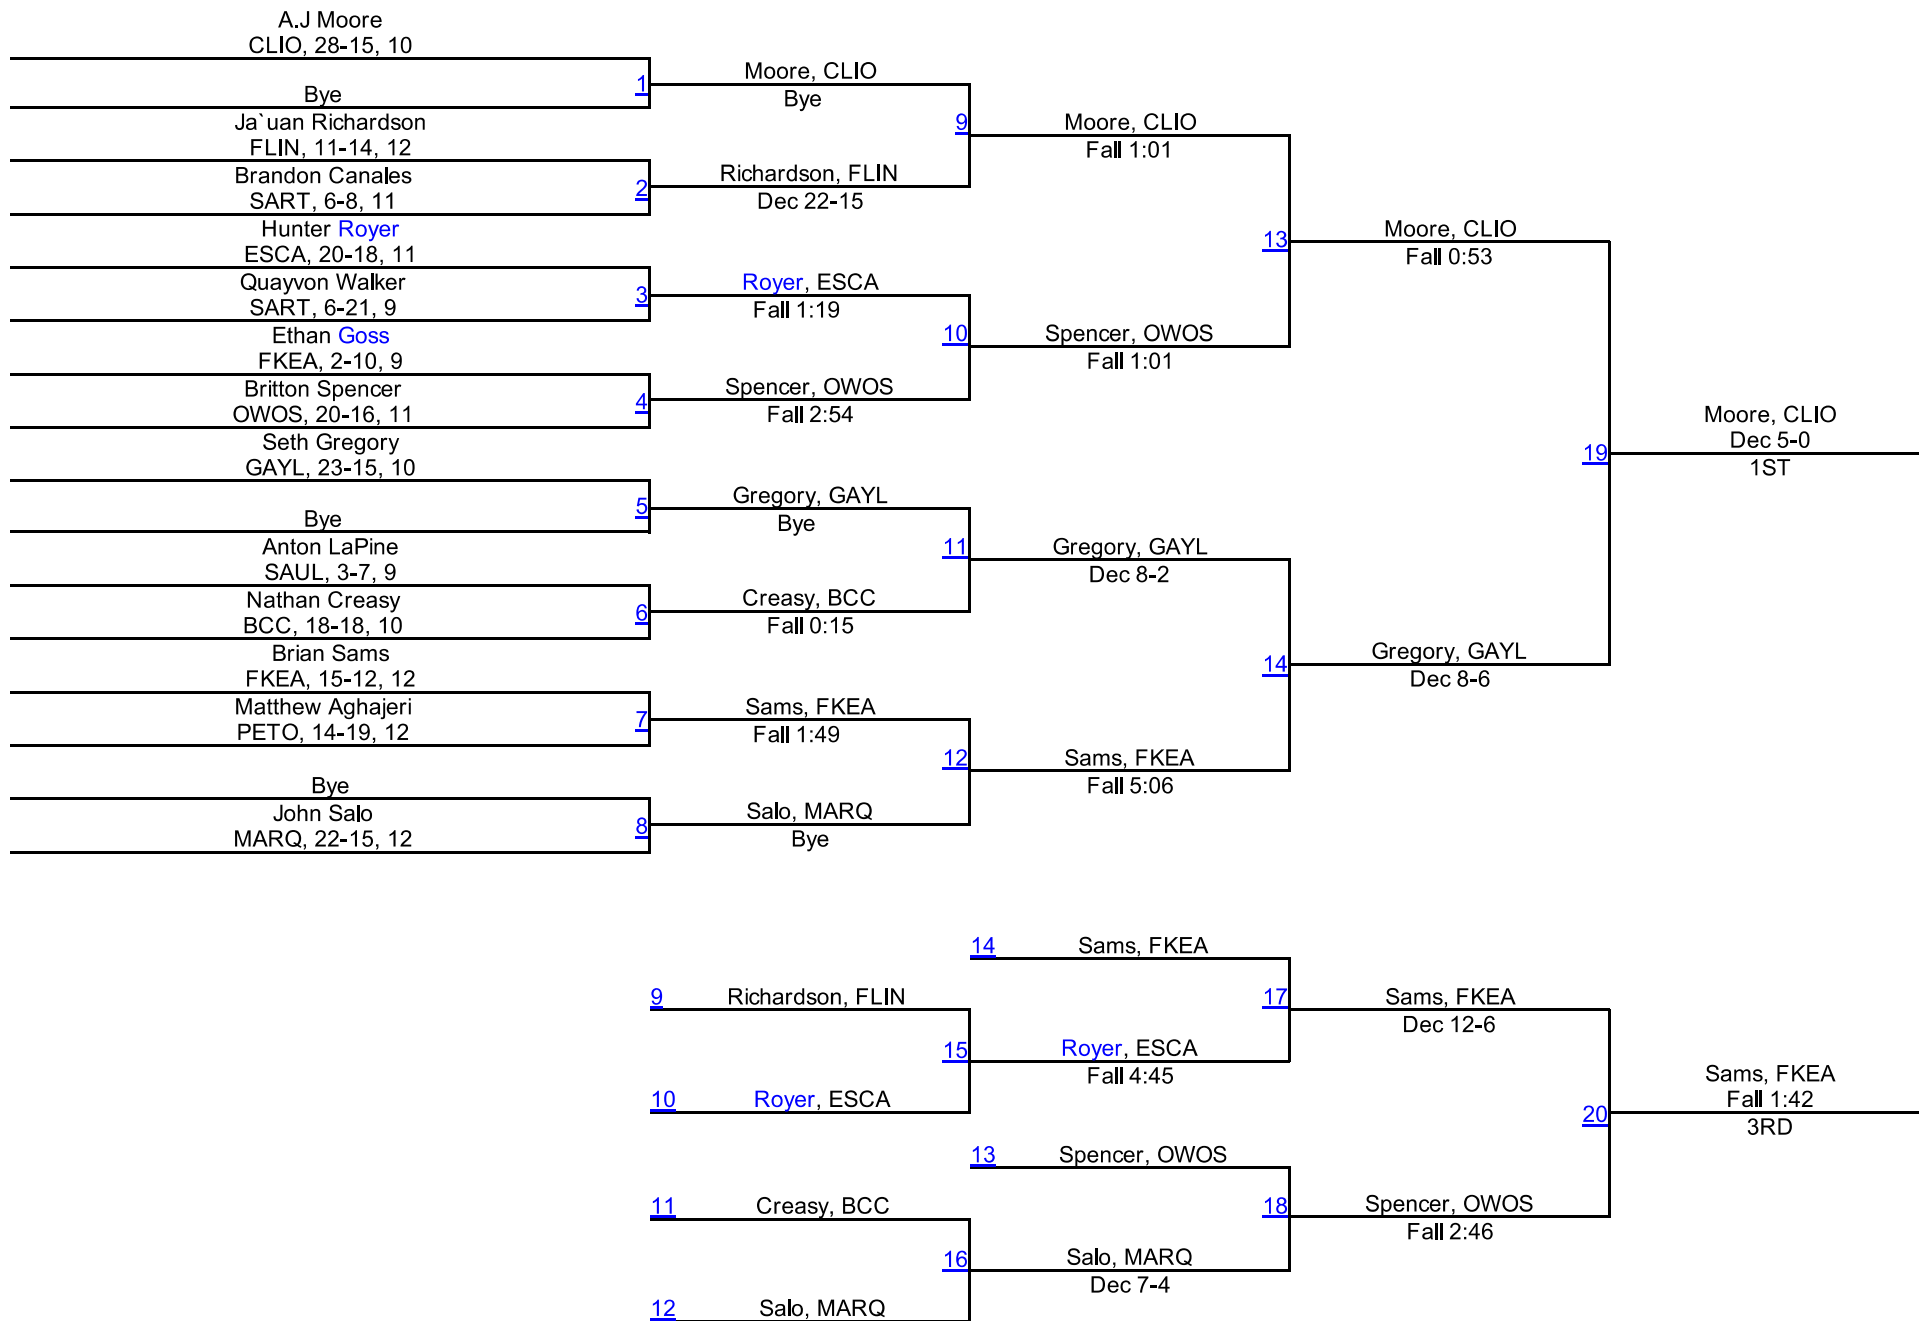 A.J Moore
CLIO, 28-15, 10
Bye
1
Moore, CLIO
Bye
Ja`uan Richardson
FLIN, 11-14, 12
Brandon Canales
SART, 6-8, 11
2
Richardson, FLIN
Dec 22-15
9
Moore, CLIO
Fall 1:01
Hunter Royer
ESCA, 20-18, 11
Quayvon Walker
SART, 6-21, 9
3
Royer, ESCA
Fall 1:19
Ethan Goss
FKEA, 2-10, 9
Britton Spencer
OWOS, 20-16, 11
4
Spencer, OWOS
Fall 2:54
10
Spencer, OWOS
Fall 1:01
13
Moore, CLIO
Fall 0:53
Seth Gregory
GAYL, 23-15, 10
Bye
5
Gregory, GAYL
Bye
Anton LaPine
SAUL, 3-7, 9
Nathan Creasy
BCC, 18-18, 10
6
Creasy, BCC
Fall 0:15
11
Gregory, GAYL
Dec 8-2
Brian Sams
FKEA, 15-12, 12
Matthew Aghajeri
PETO, 14-19, 12
7
Sams, FKEA
Fall 1:49
Bye
John Salo
MARQ, 22-15, 12
8
Salo, MARQ
Bye
12
Sams, FKEA
Fall 5:06
14
Gregory, GAYL
Dec 8-6
19
Moore, CLIO
Dec 5-0
1ST
14
Sams, FKEA
9
Richardson, FLIN
10
Royer, ESCA
15
Royer, ESCA
Fall 4:45
17
Sams, FKEA
Dec 12-6
13
Spencer, OWOS
11
Creasy, BCC
12
Salo, MARQ
16
Salo, MARQ
Dec 7-4
18
Spencer, OWOS
Fall 2:46
20
Sams, FKEA
Fall 1:42
3RD